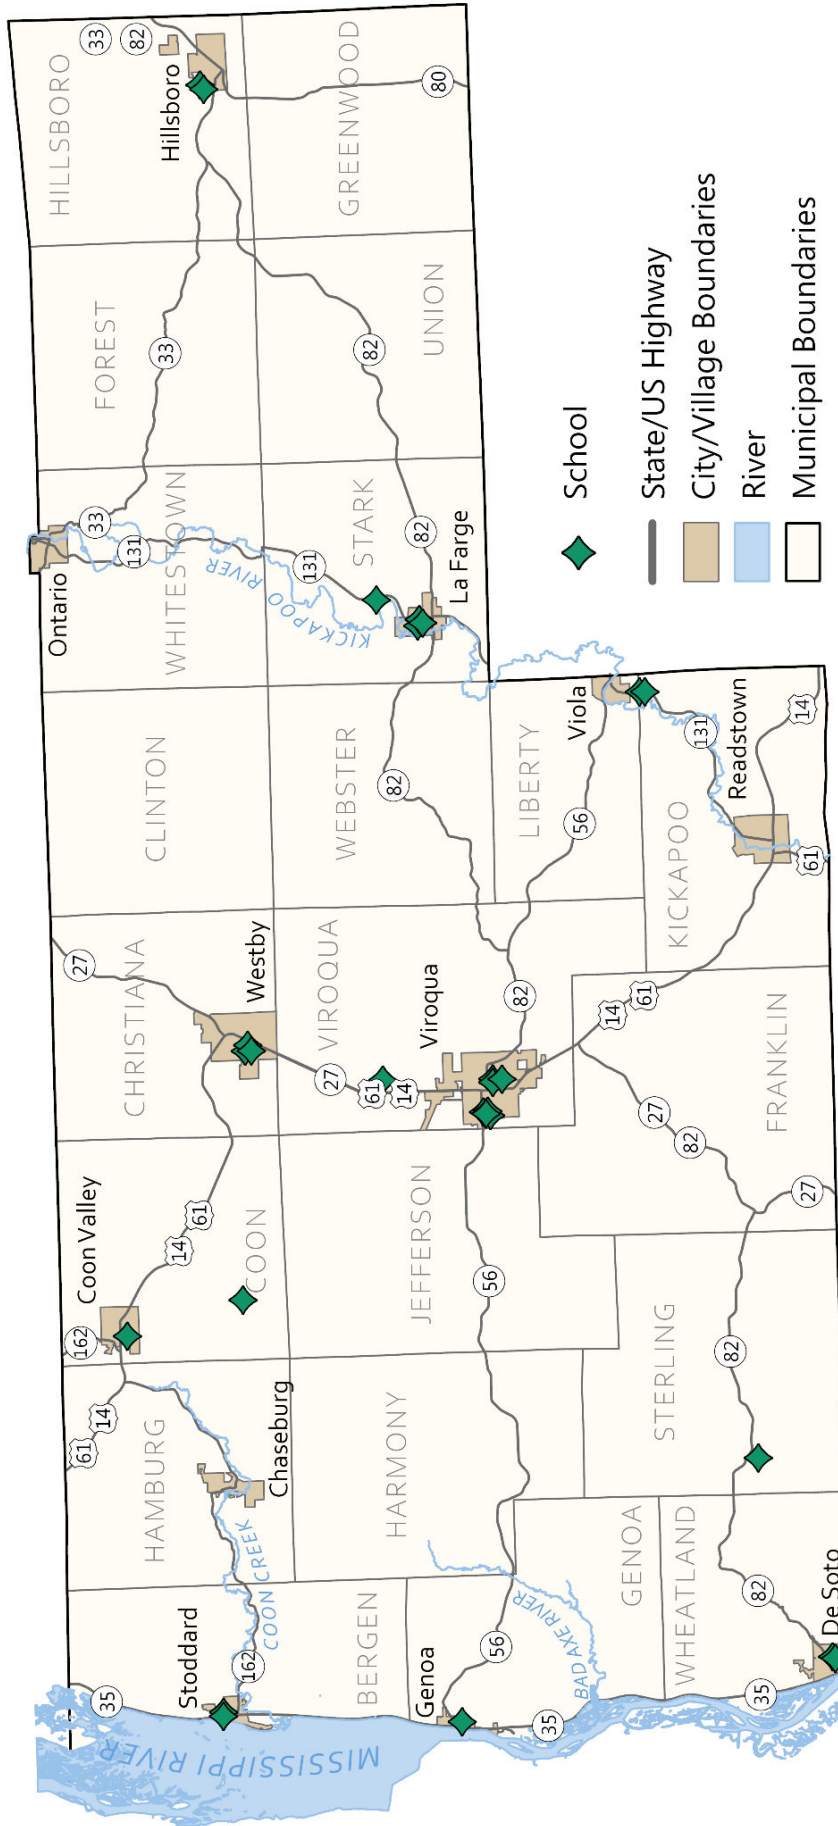 Ontario
Hillsboro
HILLSBORO
33
82
FOREST
33
GREENWOOD
80
UNION
82
WHITESTOWN
33
131
STARK
131
KICKAPOO RIVER
82
La Farge
CLINTON
WEBSTER
82
LIBERTY
Viola
56
131
Readstown
14
KICKAPOO
61
27
CHRISTIANA
Westby
VIROQUA
27
61
14
Viroqua
82
14
61
27
82
FRANKLIN
27
Coon Valley
162
14
61
COON
JEFFERSON
56
61
14
HAMBURG
Chaseburg
HARMONY
STERLING
82
COON CREEK
Stoddard
162
35
BERGEN
Genoa
56
BAD AXE RIVER
35
GENOA
WHEATLAND
82
35
De Soto
MISSISSIPPI RIVER
School
State/US Highway
City/Village Boundaries
River
Municipal Boundaries